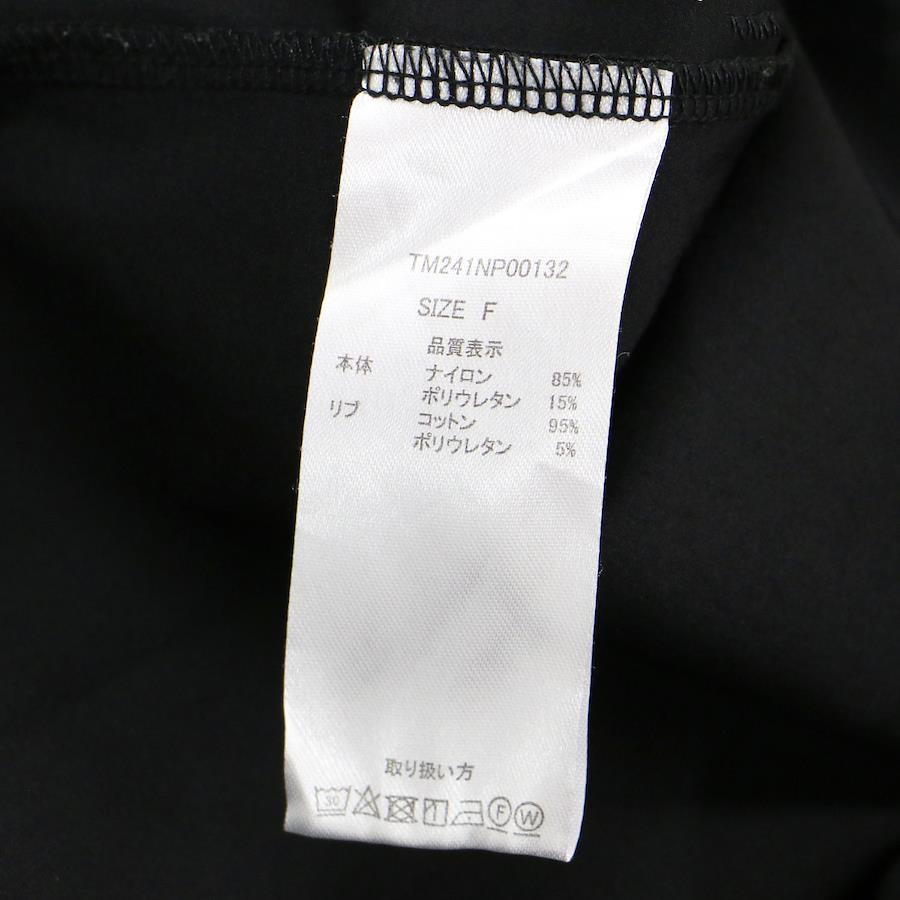 TM241NP00132
SIZE F
品質表示
本体 ナイロン 85%
ポリウレタン 15%
リブ コットン 95%
ポリウレタン 5%
取り扱い方
30 F W